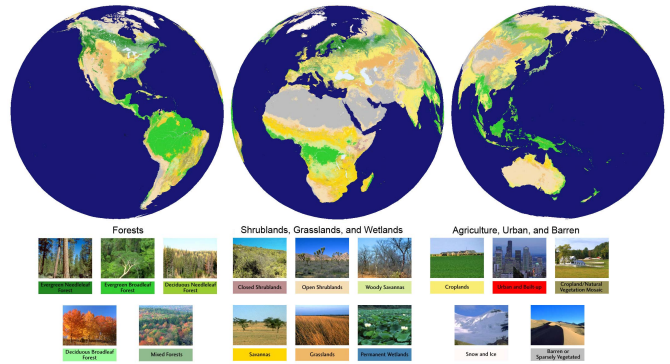 Forests
Shrublands, Grasslands, and Wetlands
Agriculture, Urban, and Barren
Evergreen Needleleaf
Forest
Evergreen Broadleaf
Forest
Deciduous Needleleaf
Forest
Closed Shrublands
Open Shrublands
Woody Savannas
Croplands
Urban and Built-up
Cropland/Natural
Vegetation Mosaic
Deciduous Broadleaf
Forest
Mixed Forests
Savannas
Grasslands
Permanent Wetlands
Snow and Ice
Barren or
Sparsely Vegetated